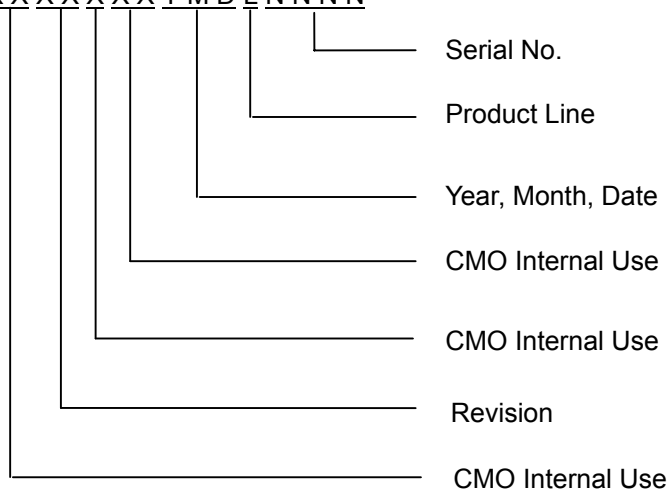 X X X X X X X Y M D L N N N N
Serial No.
Product Line
Year, Month, Date
CMO Internal Use
CMO Internal Use
Revision
CMO Internal Use